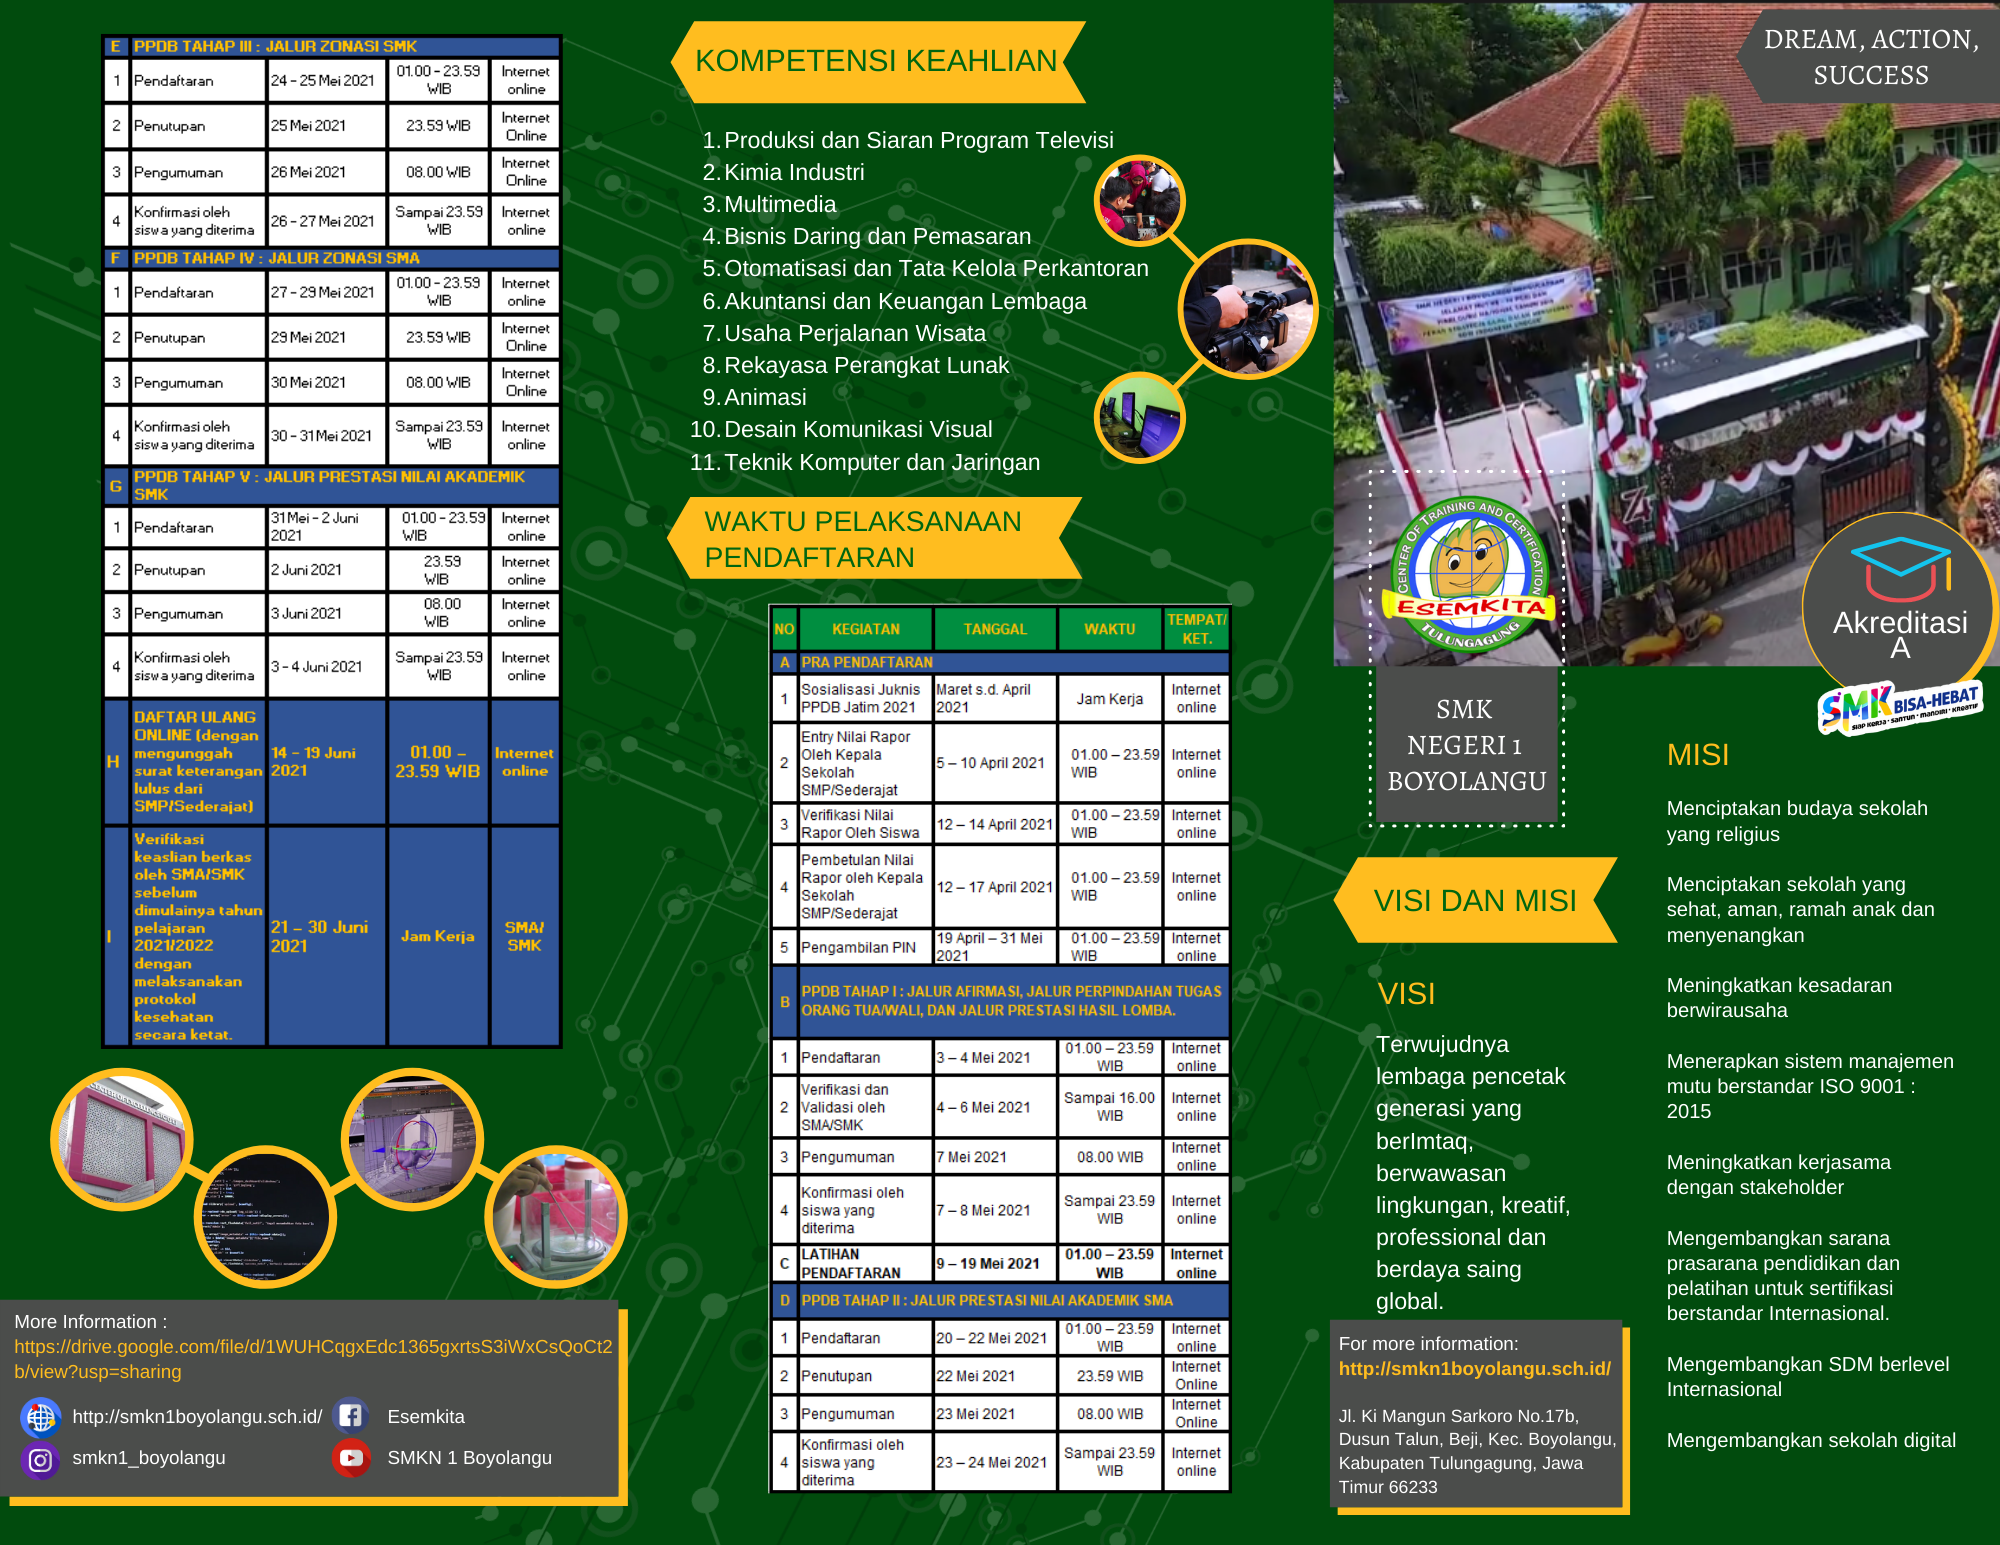 E PPDB TAHAP III : JALUR ZONASI SMK
1 Pendaftaran 24 – 25 Mei 2021 01.00 – 23.59 WIB Internet online
2 Penutupan 25 Mei 2021 23.59 WIB Internet Online
3 Pengumuman 26 Mei 2021 08.00 WIB Internet Online
4 Konfirmasi oleh siswa yang diterima 26 – 27 Mei 2021 Sampai 23.59 WIB Internet online
F PPDB TAHAP IV : JALUR ZONASI SMA
1 Pendaftaran 27 – 29 Mei 2021 01.00 – 23.59 WIB Internet online
2 Penutupan 29 Mei 2021 23.59 WIB Internet Online
3 Pengumuman 30 Mei 2021 08.00 WIB Internet Online
4 Konfirmasi oleh siswa yang diterima 30 – 31 Mei 2021 Sampai 23.59 WIB Internet online
G PPDB TAHAP V : JALUR PRESTASI NILAI AKADEMIK SMK
1 Pendaftaran 31 Mei – 2 Juni 2021 01.00 – 23.59 WIB Internet online
2 Penutupan 2 Juni 2021 23.59 WIB Internet online
3 Pengumuman 3 Juni 2021 08.00 WIB Internet online
4 Konfirmasi oleh siswa yang diterima 3 – 4 Juni 2021 Sampai 23.59 WIB Internet online
H DAFTAR ULANG ONLINE (dengan mengunggah surat keterangan lulus dari SMP/Sederajat) 14 – 19 Juni 2021 01.00 – 23.59 WIB Internet online
I Verifikasi keaslian berkas oleh SMA/SMK sebelum dimulainya tahun pelajaran 2021/2022 dengan melaksanakan protokol kesehatan secara ketat. 21 – 30 Juni 2021 Jam Kerja SMA/ SMK
More Information :
https://drive.google.com/file/d/1WUHCqgxEdc1365gxrtsS3iWxCsQoCt2
b/view?usp=sharing
http://smkn1boyolangu.sch.id/ Esemkita
smkn1_boyolangu SMKN 1 Boyolangu
KOMPETENSI KEAHLIAN
1. Produksi dan Siaran Program Televisi
2. Kimia Industri
3. Multimedia
4. Bisnis Daring dan Pemasaran
5. Otomatisasi dan Tata Kelola Perkantoran
6. Akuntansi dan Keuangan Lembaga
7. Usaha Perjalanan Wisata
8. Rekayasa Perangkat Lunak
9. Animasi
10. Desain Komunikasi Visual
11. Teknik Komputer dan Jaringan
WAKTU PELAKSANAAN
PENDAFTARAN
NO KEGIATAN TANGGAL WAKTU TEMPAT/ KET.
A PRA PENDAFTARAN
1 Sosialisasi Juknis PPDB Jatim 2021 Maret s.d. April 2021 Jam Kerja Internet online
2 Entry Nilai Rapor Oleh Kepala Sekolah SMP/Sederajat 5 – 10 April 2021 01.00 – 23.59 WIB Internet online
3 Verifikasi Nilai Rapor Oleh Siswa 12 – 14 April 2021 01.00 – 23.59 WIB Internet online
4 Pembetulan Nilai Rapor oleh Kepala Sekolah SMP/Sederajat 12 – 17 April 2021 01.00 – 23.59 WIB Internet online
5 Pengambilan PIN 19 April – 31 Mei 2021 01.00 – 23.59 WIB Internet online
B PPDB TAHAP I : JALUR AFIRMASI, JALUR PERPINDAHAN TUGAS ORANG TUA/WALI, DAN JALUR PRESTASI HASIL LOMBA.
1 Pendaftaran 3 – 4 Mei 2021 01.00 – 23.59 WIB Internet online
2 Verifikasi dan Validasi oleh SMA/SMK 4 – 6 Mei 2021 Sampai 16.00 WIB Internet online
3 Pengumuman 7 Mei 2021 08.00 WIB Internet online
4 Konfirmasi oleh siswa yang diterima 7 – 8 Mei 2021 Sampai 23.59 WIB Internet online
C LATIHAN PENDAFTARAN 9 – 19 Mei 2021 01.00 – 23.59 WIB Internet online
D PPDB TAHAP II : JALUR PRESTASI NILAI AKADEMIK SMA
1 Pendaftaran 20 – 22 Mei 2021 01.00 – 23.59 WIB Internet online
2 Penutupan 22 Mei 2021 23.59 WIB Internet Online
3 Pengumuman 23 Mei 2021 08.00 WIB Internet Online
4 Konfirmasi oleh siswa yang diterima 23 – 24 Mei 2021 Sampai 23.59 WIB Internet online
DREAM, ACTION,
SUCCESS
CENTER OF TRAINING AND CERTIFICATION
ESEMKITA
TULUNGAGUNG
Akreditasi
A
SMK BISA-HEBAT
SIAP KERJA · SANTUN · MANDIRI · KREATIF
SMK
NEGERI 1
BOYOLANGU
VISI DAN MISI
VISI
Terwujudnya
lembaga pencetak
generasi yang
berImtaq,
berwawasan
lingkungan, kreatif,
professional dan
berdaya saing
global.
For more information:
http://smkn1boyolangu.sch.id/
Jl. Ki Mangun Sarkoro No.17b,
Dusun Talun, Beji, Kec. Boyolangu,
Kabupaten Tulungagung, Jawa
Timur 66233
MISI
Menciptakan budaya sekolah
yang religius
Menciptakan sekolah yang
sehat, aman, ramah anak dan
menyenangkan
Meningkatkan kesadaran
berwirausaha
Menerapkan sistem manajemen
mutu berstandar ISO 9001 :
2015
Meningkatkan kerjasama
dengan stakeholder
Mengembangkan sarana
prasarana pendidikan dan
pelatihan untuk sertifikasi
berstandar Internasional.
Mengembangkan SDM berlevel
Internasional
Mengembangkan sekolah digital